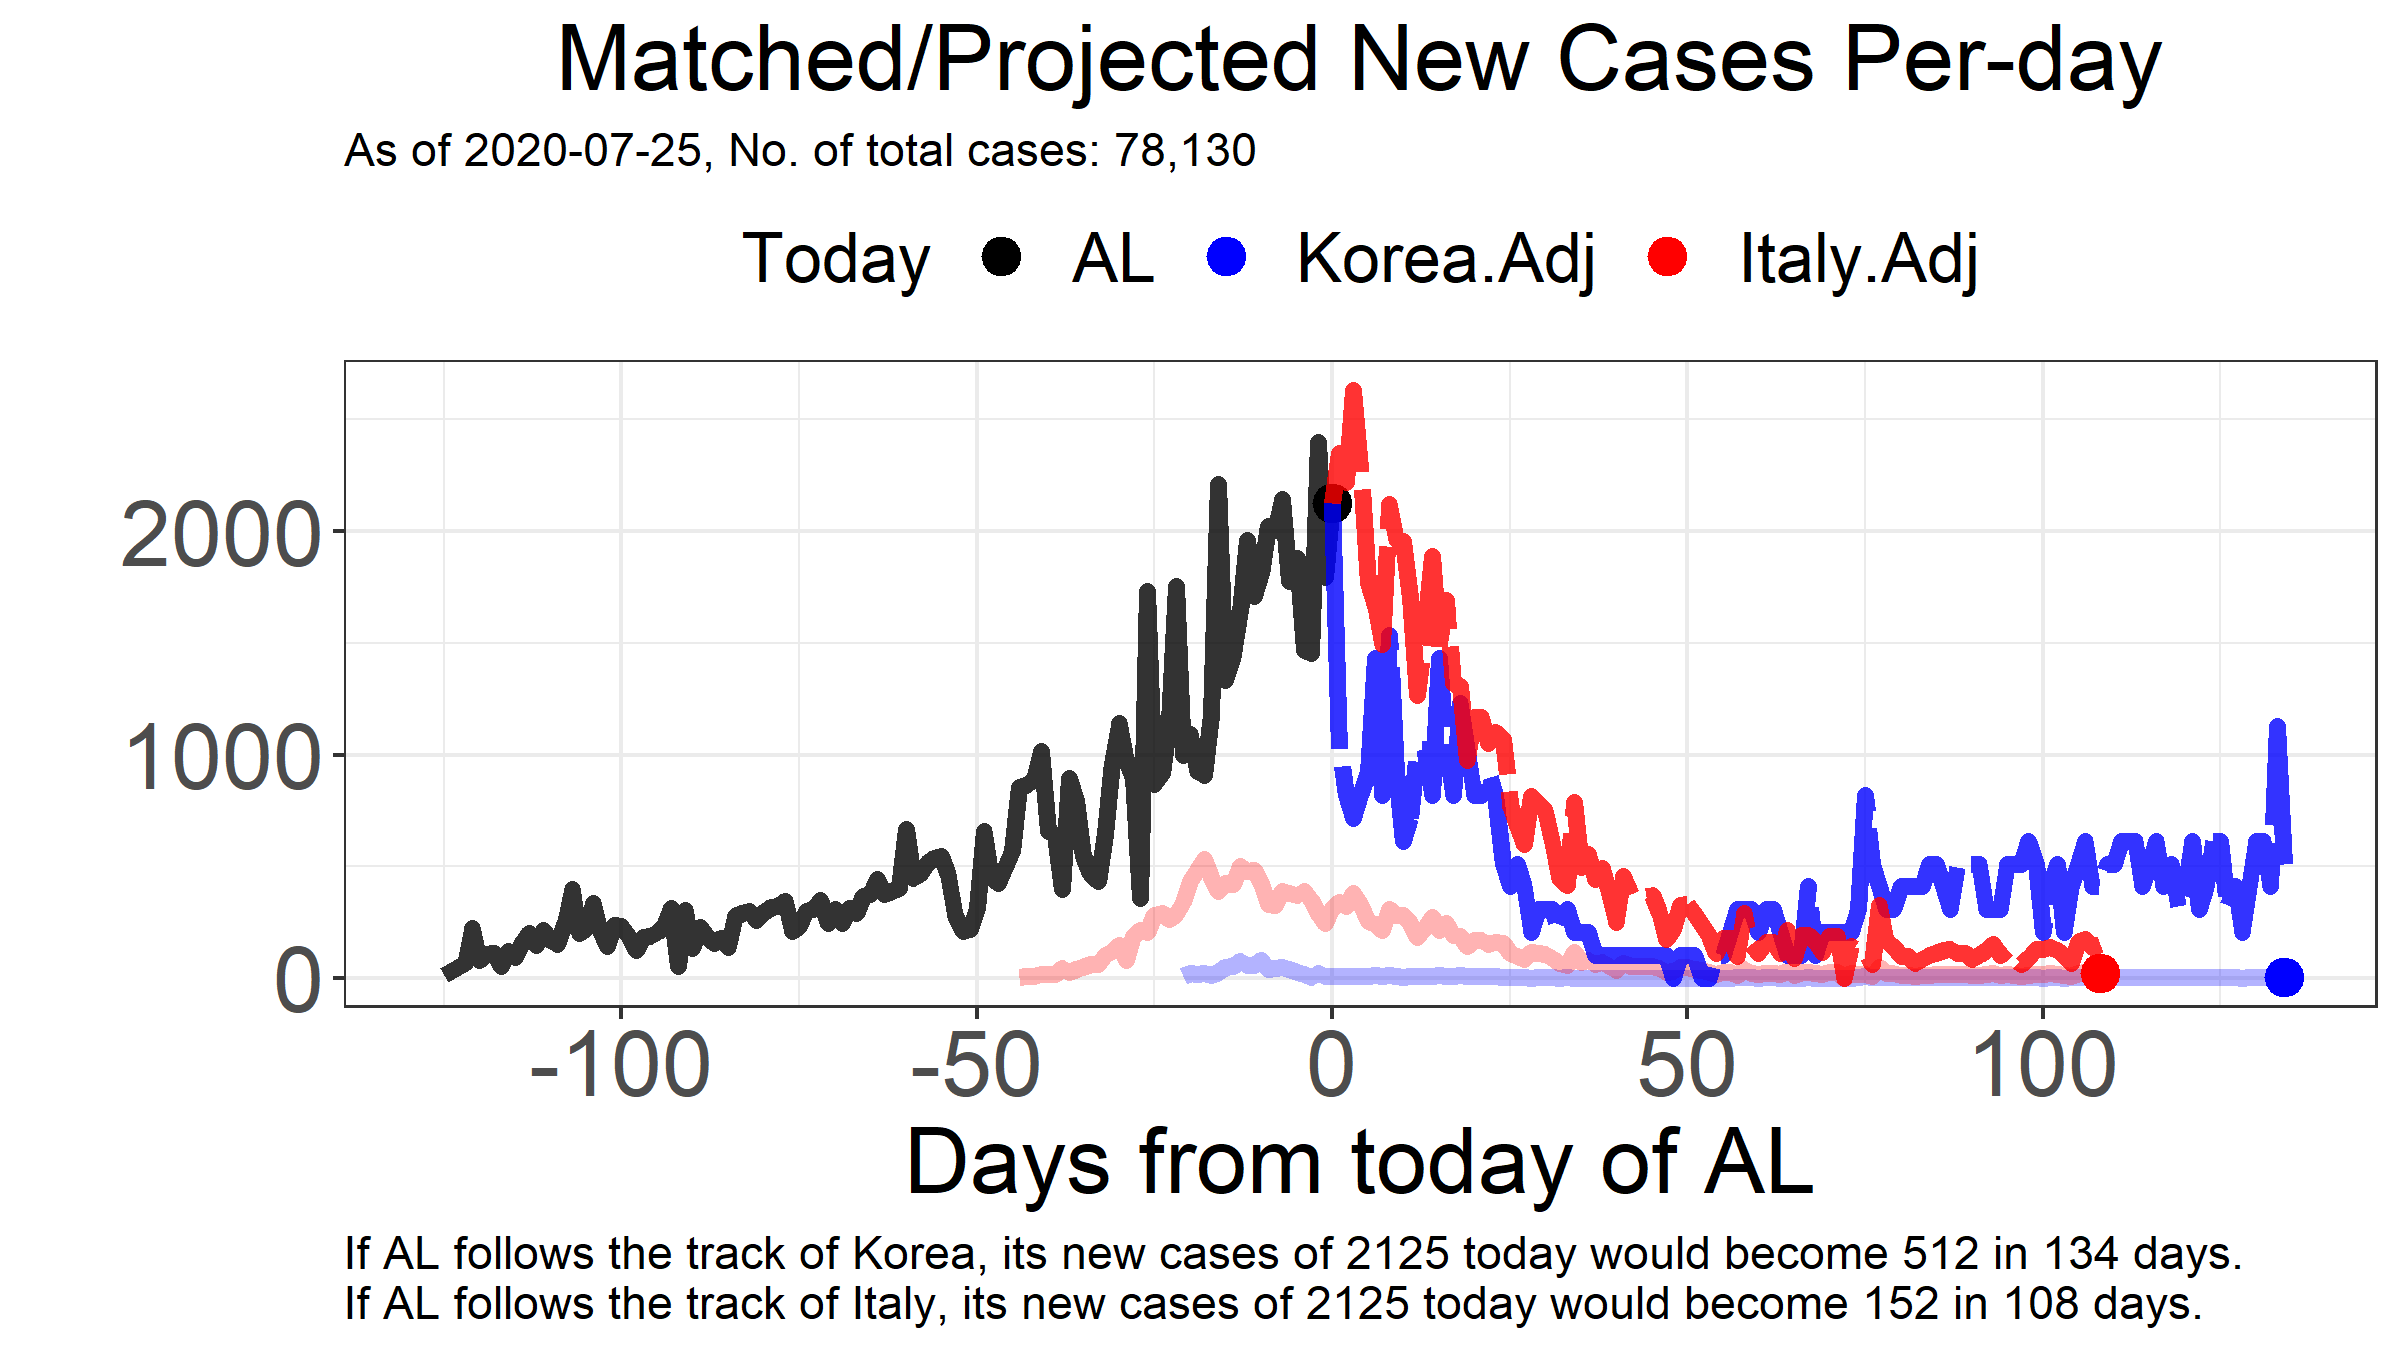 Matched/Projected New Cases Per-day
As of 2020-07-25, No. of total cases: 78,130
Today AL Korea.Adj Italy.Adj
2000
1000
0
-100 -50 0 50 100
Days from today of AL
If AL follows the track of Korea, its new cases of 2125 today would become 512 in 134 days.
If AL follows the track of Italy, its new cases of 2125 today would become 152 in 108 days.